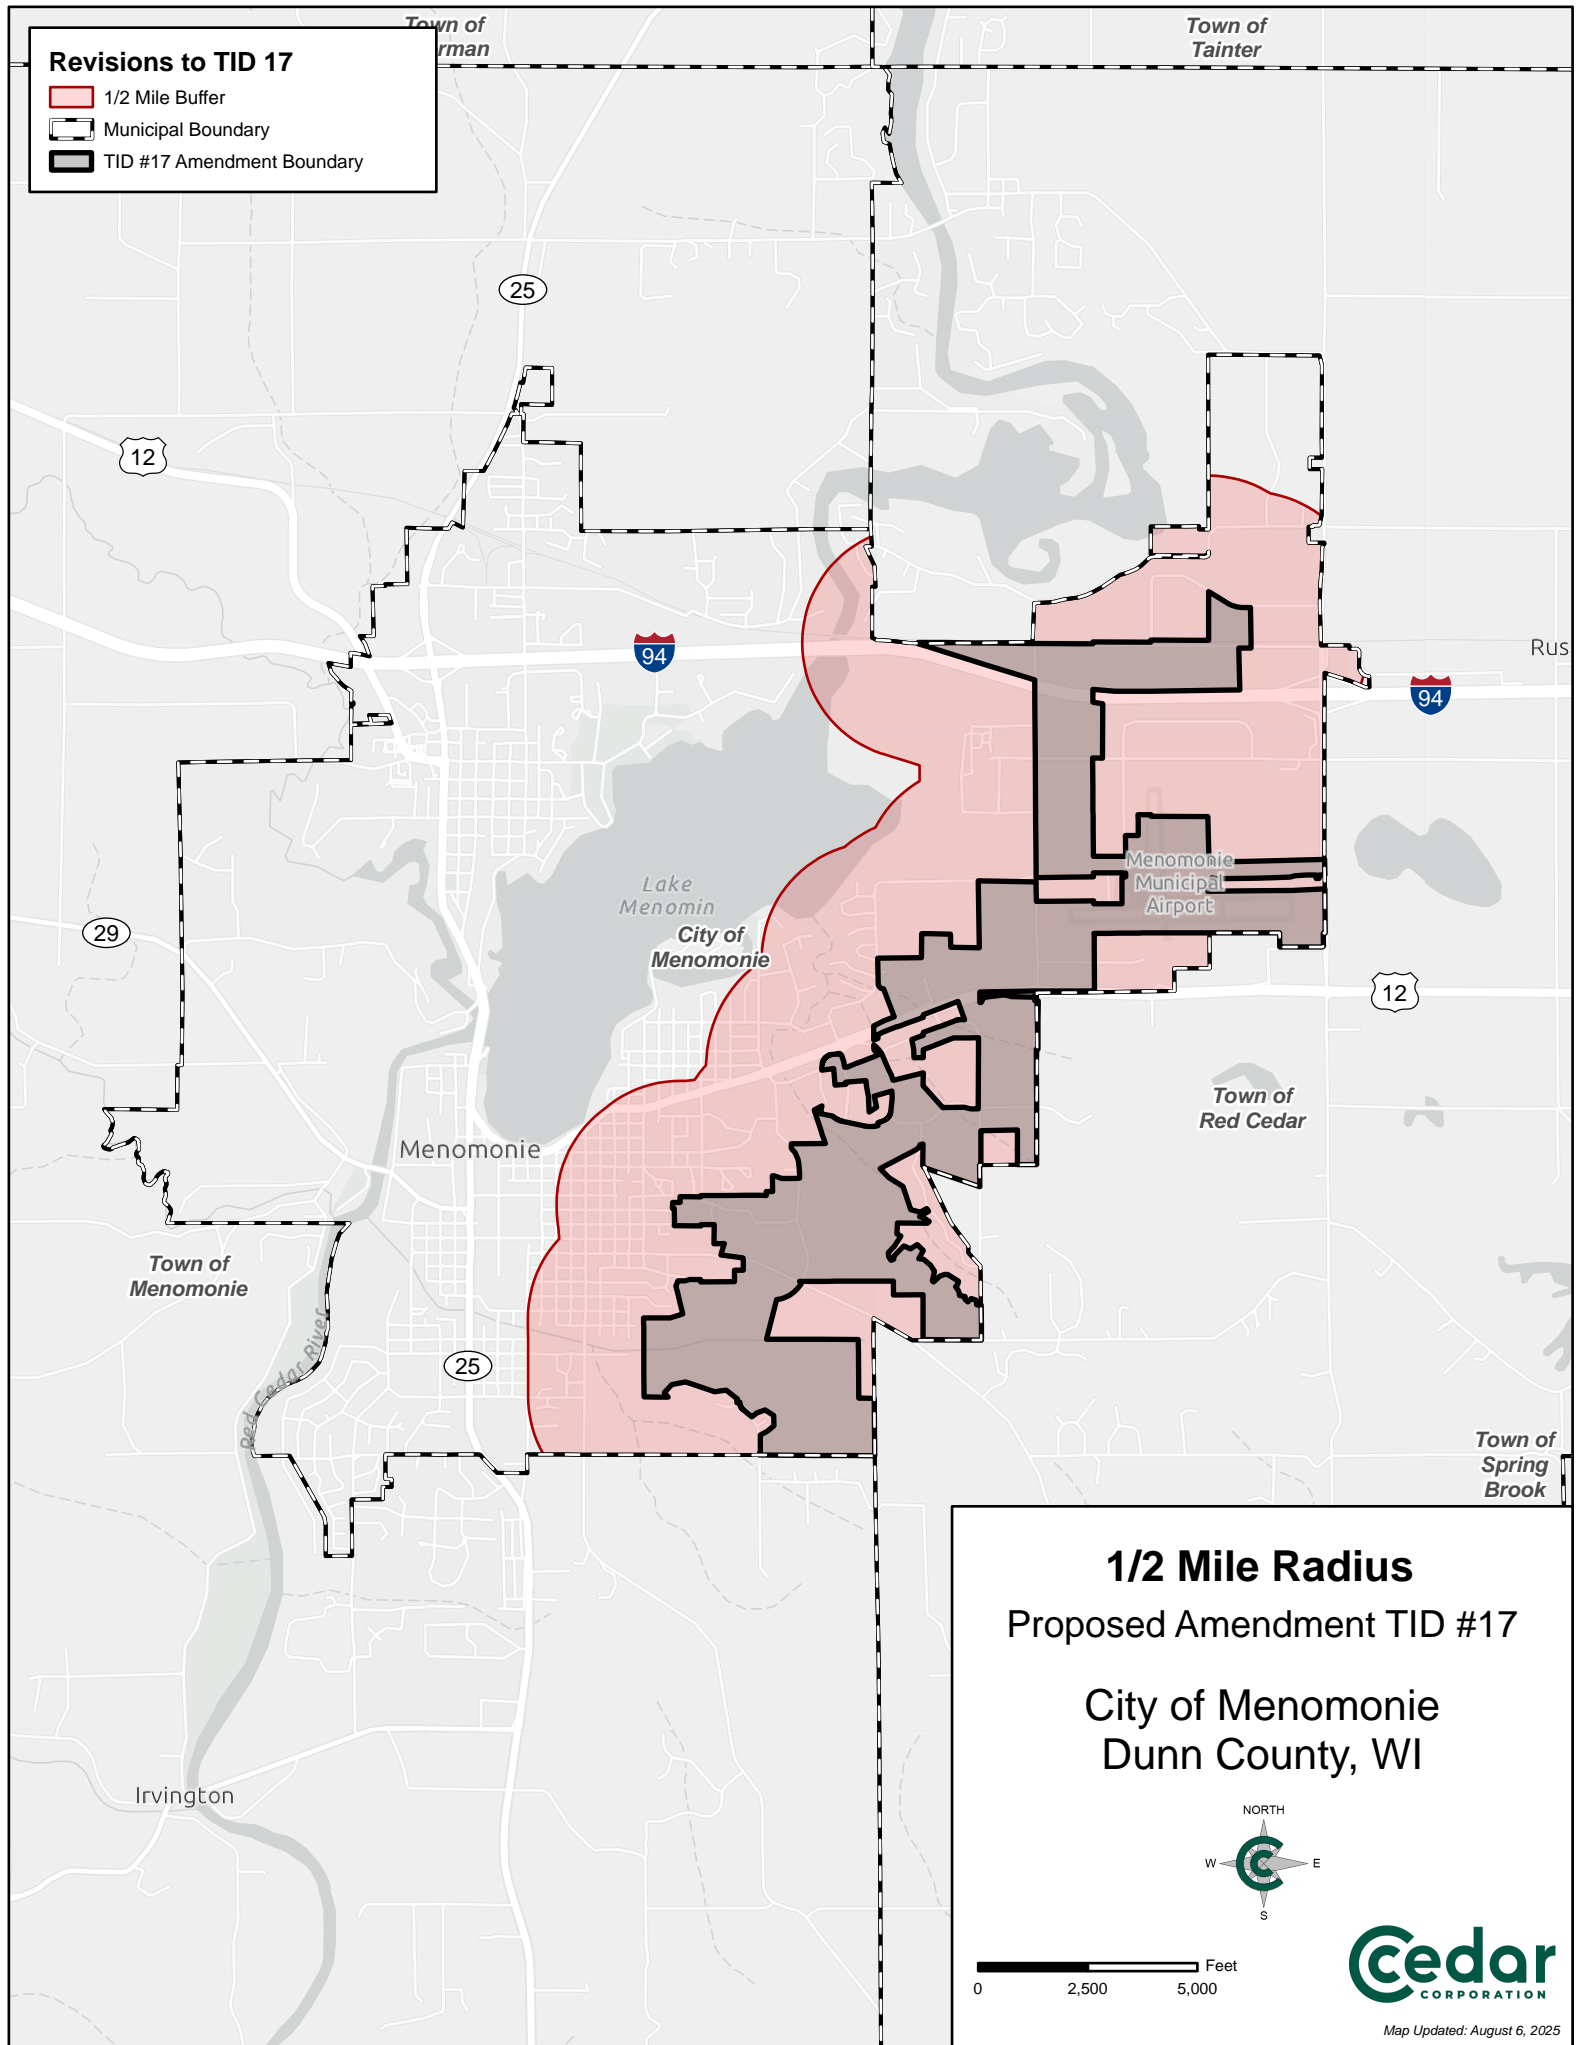 Town of
rman
Town of
Tainter
Revisions to TID 17
1/2 Mile Buffer
Municipal Boundary
TID #17 Amendment Boundary
25
12
94
Rus
94
Menomonie
Municipal
Airport
Lake
Menomin
City of
Menomonie
29
12
Town of
Red Cedar
Menomonie
Town of
Menomonie
Red Cedar River
25
Town of
Spring
Brook
1/2 Mile Radius
Proposed Amendment TID #17
City of Menomonie
Dunn County, WI
Irvington
NORTH
W
E
S
Feet
0
2,500
5,000
cedar
CORPORATION
Map Updated: August 6, 2025